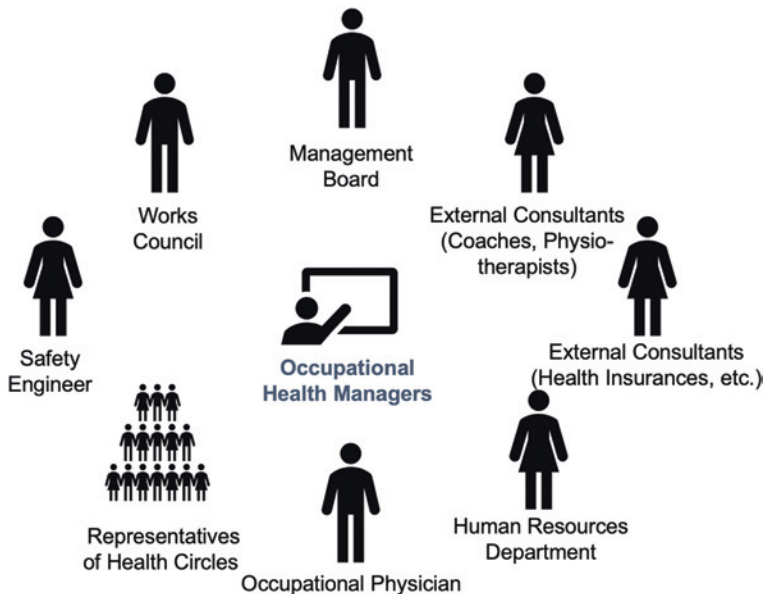 Management
Board
Works
Council
External Consultants
(Coaches, Physio-
therapists)
Safety
Engineer
Occupational
Health Managers
External Consultants
(Health Insurances, etc.)
Representatives
of Health Circles
Human Resources
Department
Occupational Physician